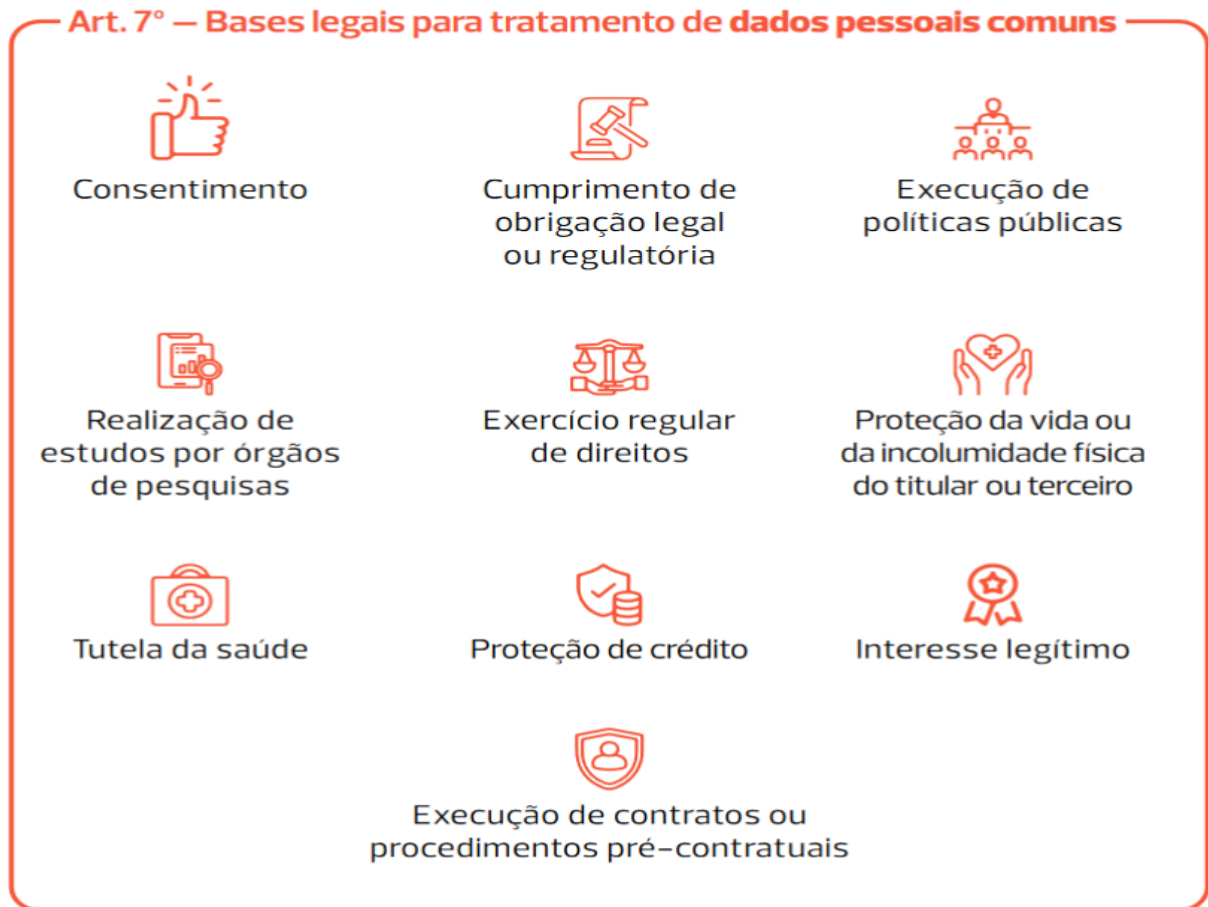 Art. 7° — Bases legais para tratamento de dados pessoais comuns
Consentimento
Cumprimento de
obrigação legal
ou regulatória
Execução de
políticas públicas
Realização de
estudos por órgãos
de pesquisas
Exercício regular
de direitos
Proteção da vida ou
da incolumidade física
do titular ou terceiro
Tutela da saúde
Proteção de crédito
Interesse legítimo
Execução de contratos ou
procedimentos pré-contratuais